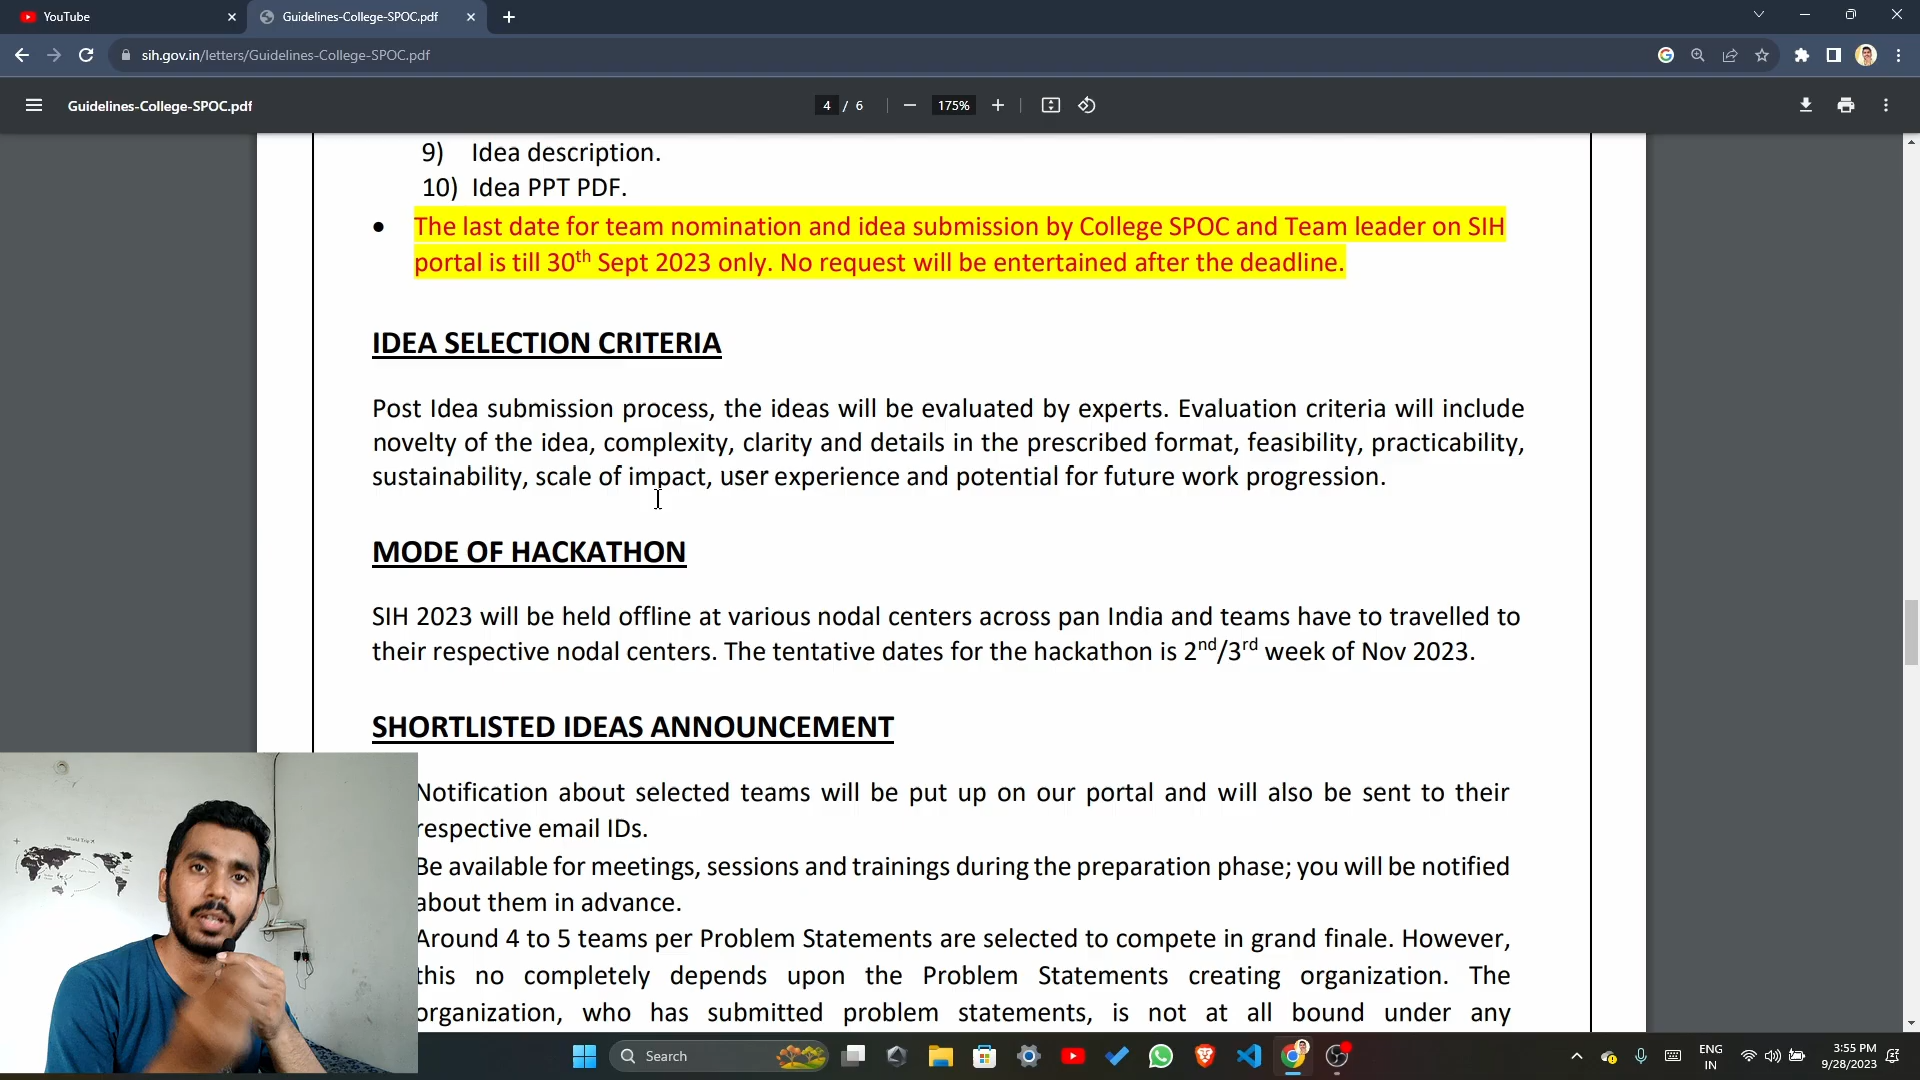 YouTube
Guidelines-College-SPOC.pdf
sih.gov.in/letters/Guidelines-College-SPOC.pdf
Guidelines-College-SPOC.pdf
4 / 6
175%
9) Idea description.
10) Idea PPT PDF.
• The last date for team nomination and idea submission by College SPOC and Team leader on SIH
portal is till 30th Sept 2023 only. No request will be entertained after the deadline.
IDEA SELECTION CRITERIA
Post Idea submission process, the ideas will be evaluated by experts. Evaluation criteria will include
novelty of the idea, complexity, clarity and details in the prescribed format, feasibility, practicability,
sustainability, scale of impact, user experience and potential for future work progression.
MODE OF HACKATHON
SIH 2023 will be held offline at various nodal centers across pan India and teams have to travelled to
their respective nodal centers. The tentative dates for the hackathon is 2nd/3rd week of Nov 2023.
SHORTLISTED IDEAS ANNOUNCEMENT
Notification about selected teams will be put up on our portal and will also be sent to their
respective email IDs.
Be available for meetings, sessions and trainings during the preparation phase; you will be notified
about them in advance.
Around 4 to 5 teams per Problem Statements are selected to compete in grand finale. However,
this no completely depends upon the Problem Statements creating organization. The
organization, who has submitted problem statements, is not at all bound under any
World Trip
Search
ENG
IN
3:55 PM
9/28/2023